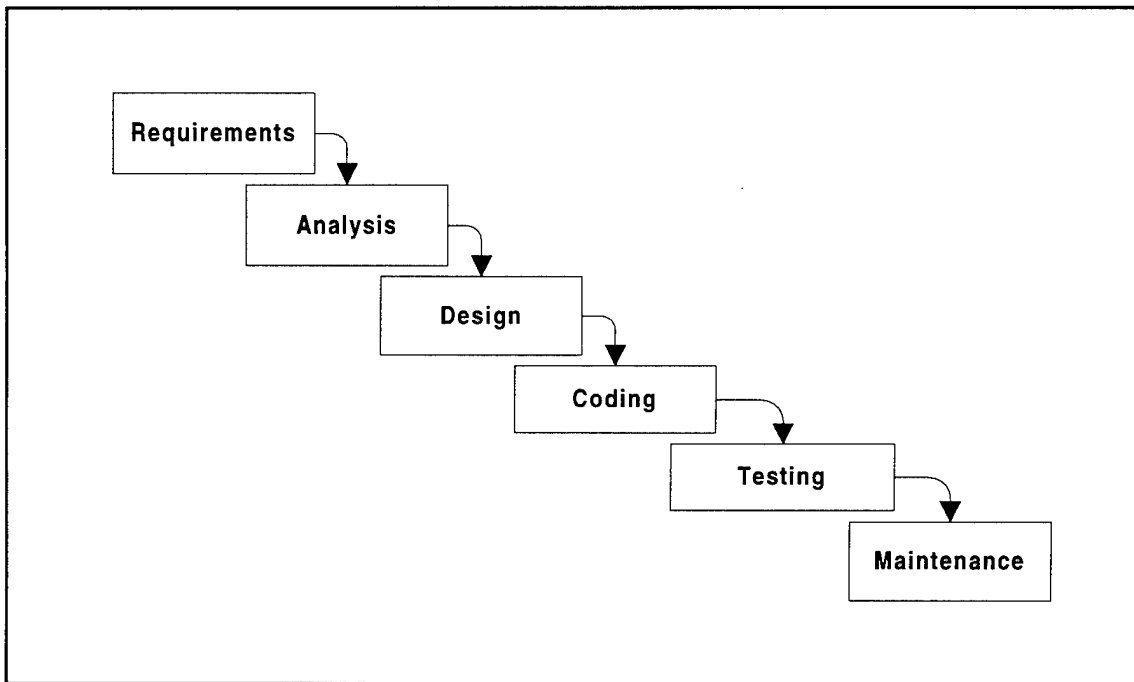 Requirements
Analysis
Design
Coding
Testing
Maintenance